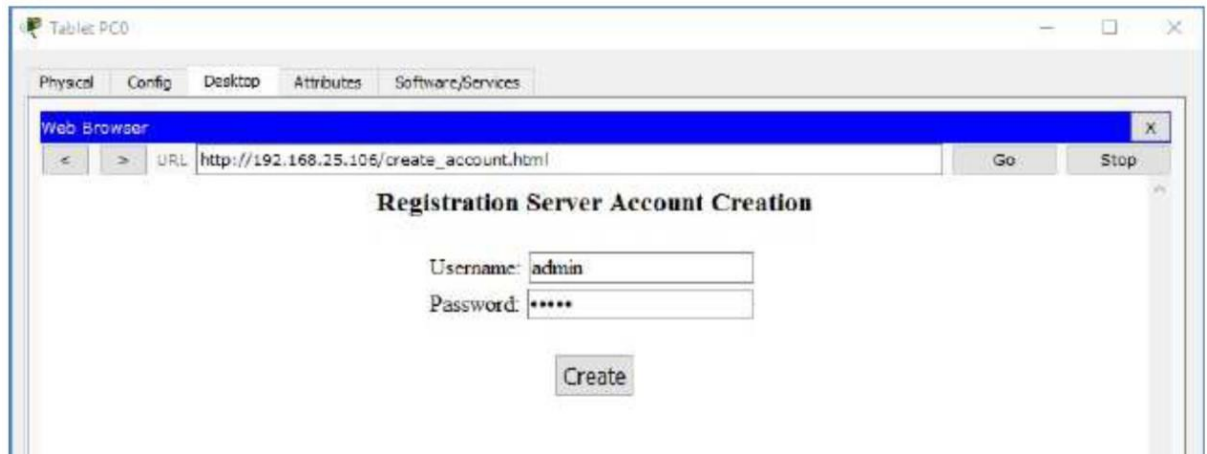 Tablet PC0
Physical Config Desktop Attributes Software/Services
Web Browser X
< > URL http://192.168.25.106/create_account.html Go Stop
Registration Server Account Creation
Username: admin
Password: •••••
Create